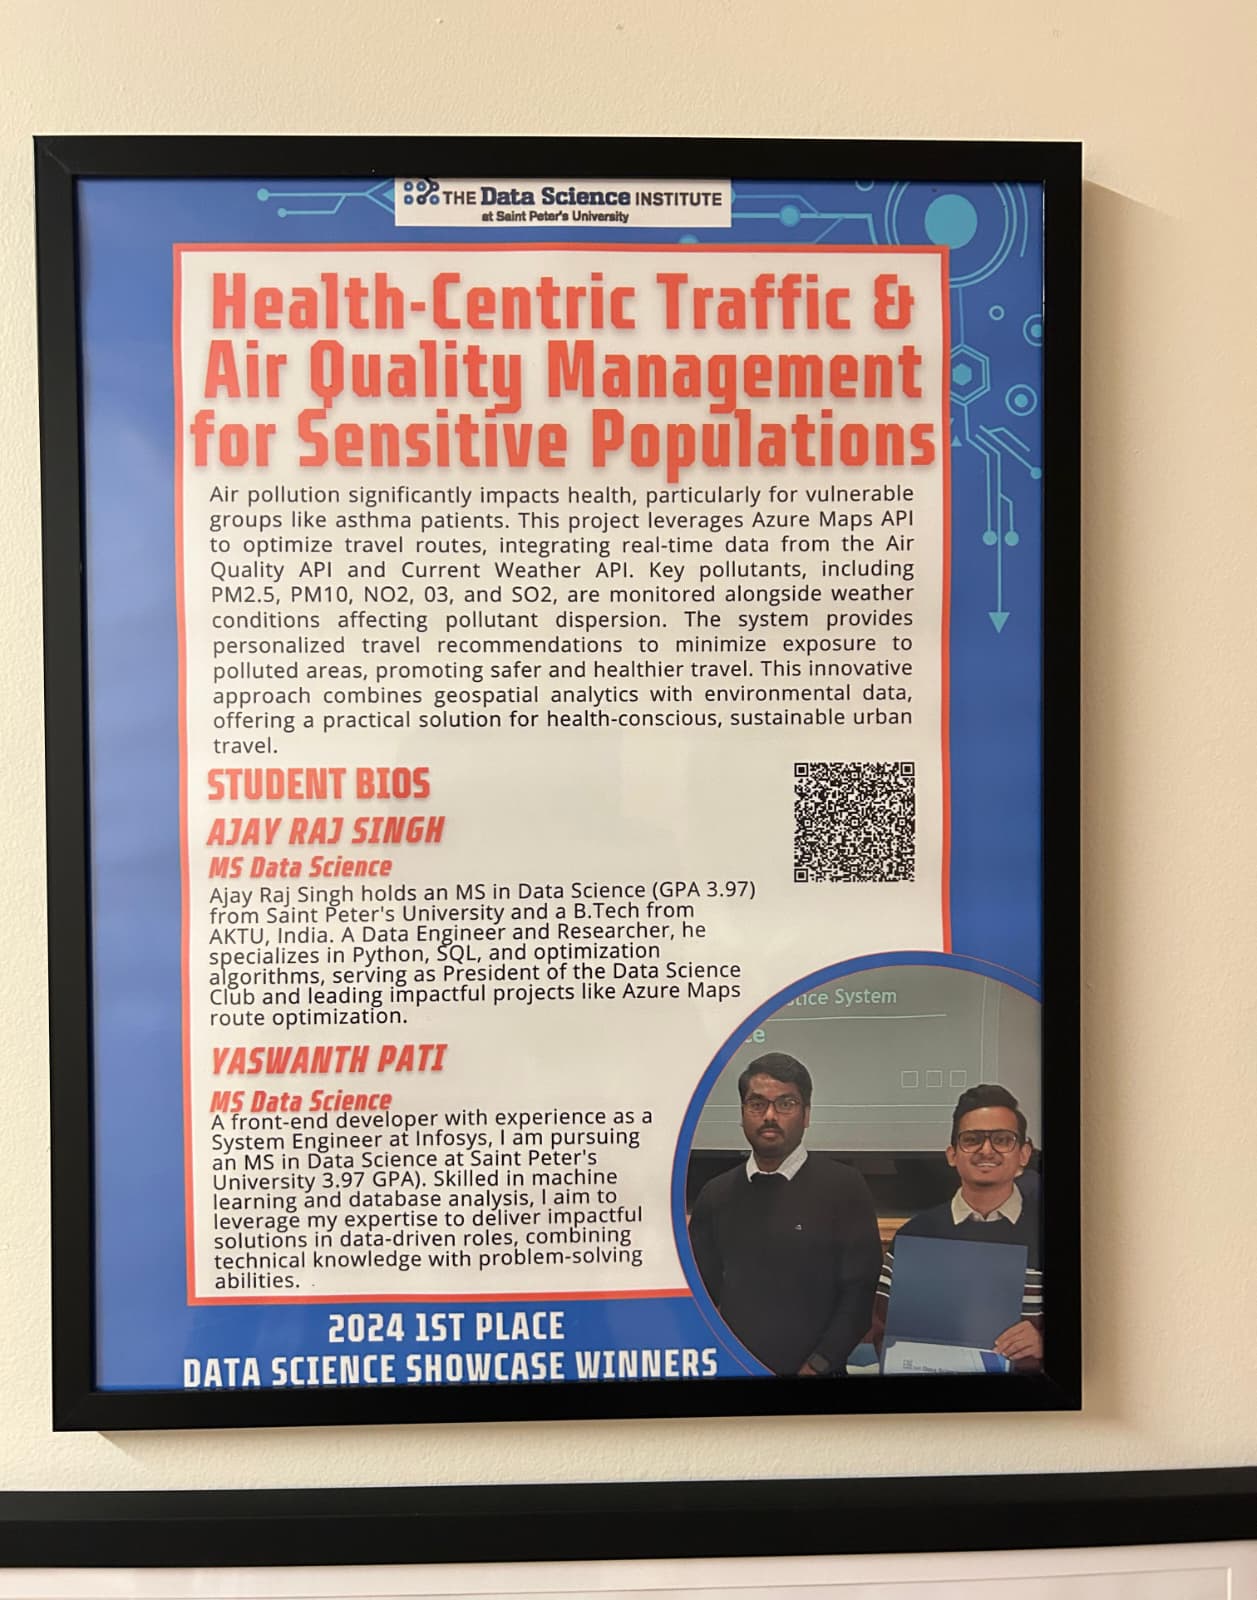 THE Data Science INSTITUTE
at Saint Peter's University
Health-Centric Traffic &
Air Quality Management
for Sensitive Populations
Air pollution significantly impacts health, particularly for vulnerable
groups like asthma patients. This project leverages Azure Maps API
to optimize travel routes, integrating real-time data from the Air
Quality API and Current Weather API. Key pollutants, including
PM2.5, PM10, NO2, 03, and SO2, are monitored alongside weather
conditions affecting pollutant dispersion. The system provides
personalized travel recommendations to minimize exposure to
polluted areas, promoting safer and healthier travel. This innovative
approach combines geospatial analytics with environmental data,
offering a practical solution for health-conscious, sustainable urban
travel.
STUDENT BIOS
AJAY RAJ SINGH
MS Data Science
Ajay Raj Singh holds an MS in Data Science (GPA 3.97)
from Saint Peter's University and a B.Tech from
AKTU, India. A Data Engineer and Researcher, he
specializes in Python, SQL, and optimization
algorithms, serving as President of the Data Science
Club and leading impactful projects like Azure Maps
route optimization.
YASWANTH PATI
MS Data Science
A front-end developer with experience as a
System Engineer at Infosys, I am pursuing
an MS in Data Science at Saint Peter's
University 3.97 GPA). Skilled in machine
learning and database analysis, I aim to
leverage my expertise to deliver impactful
solutions in data-driven roles, combining
technical knowledge with problem-solving
abilities.
System
2024 1ST PLACE
DATA SCIENCE SHOWCASE WINNERS